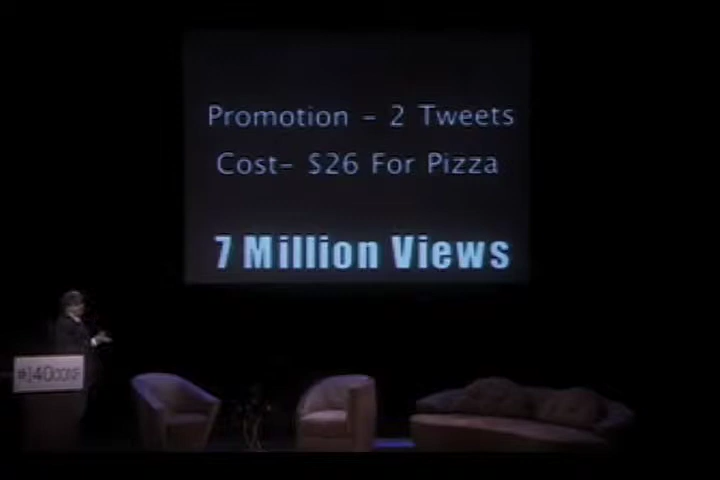 Promotion - 2 Tweets
Cost- $26 For Pizza
7 Million Views
#140CONF